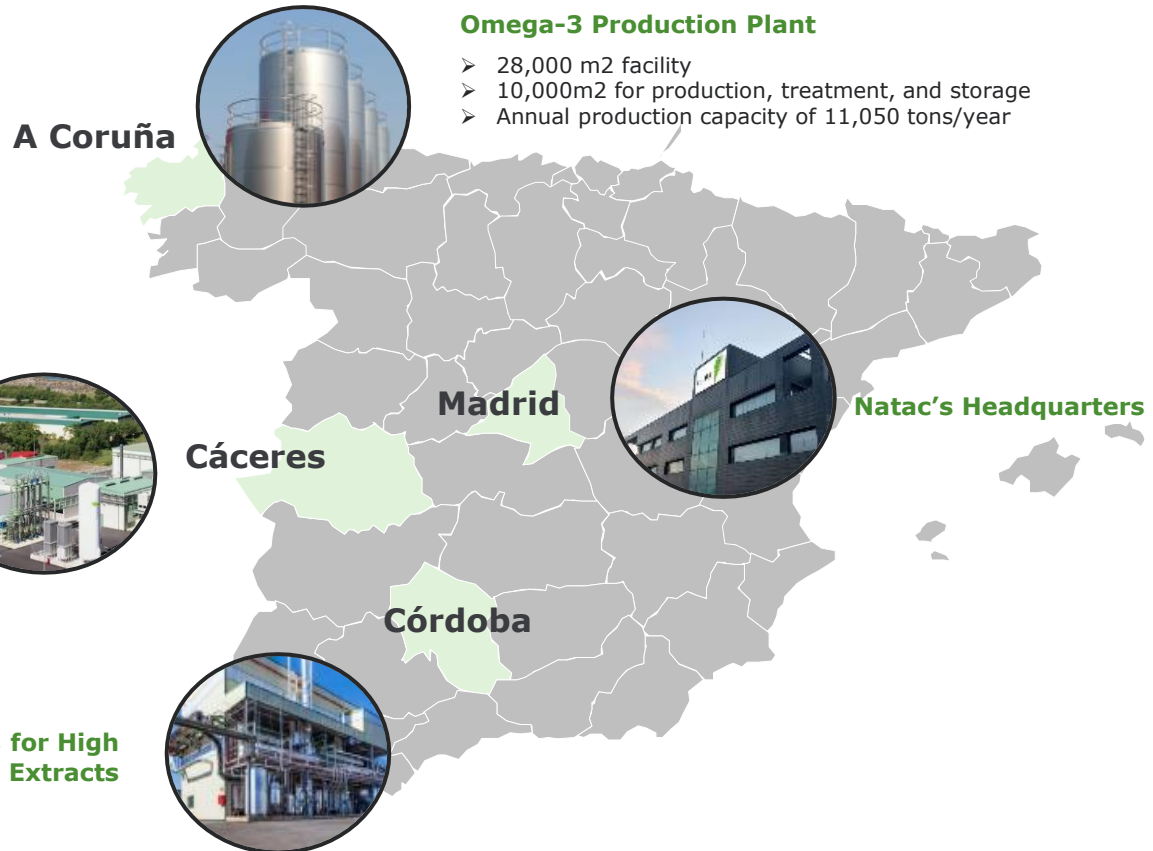 Omega-3 Production Plant
➢ 28,000 m2 facility
➢ 10,000m2 for production, treatment, and storage
➢ Annual production capacity of 11,050 tons/year
A Coruña
Madrid
Natac’s Headquarters
Cáceres
Córdoba
for High
Extracts